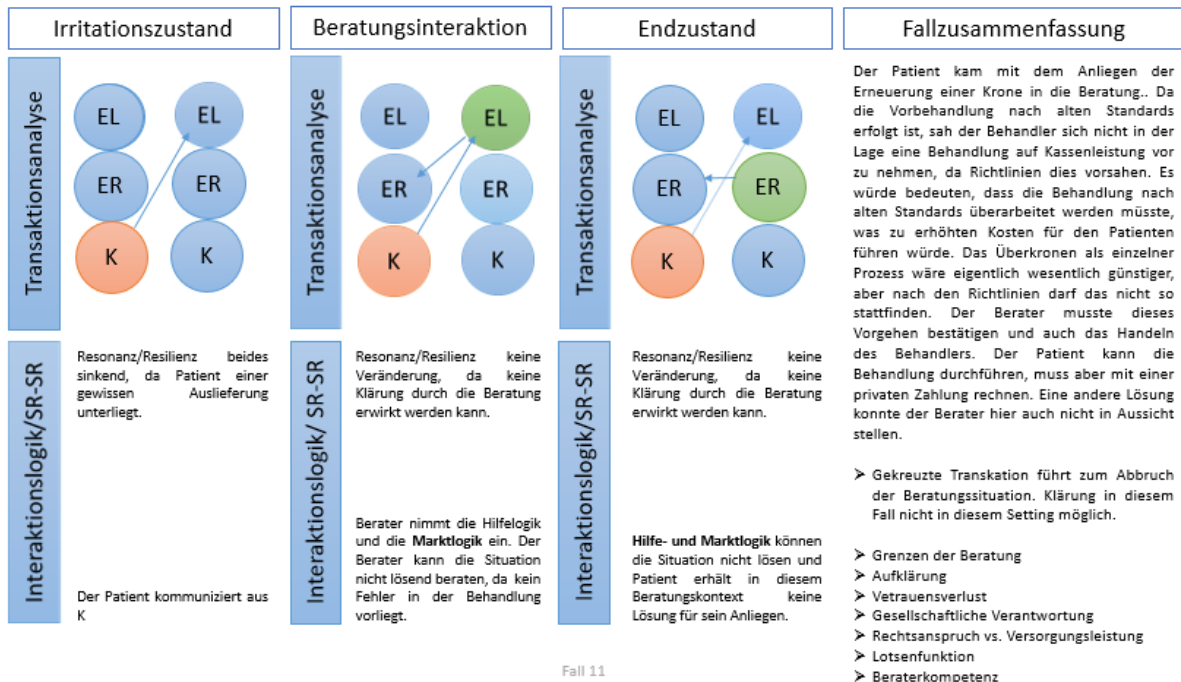 Irritationszustand
Beratungsinteraktion
Endzustand
Fallzusammenfassung
Transaktionsanalyse
EL
EL
ER
ER
K
K
Transaktionsanalyse
EL
EL
ER
ER
K
K
Transaktionsanalyse
EL
EL
ER
ER
K
K
Interaktionslogik/SR-SR
Resonanz/Resilienz beides
sinkend, da Patient einer
gewissen Auslieferung
unterliegt.
Der Patient kommuniziert aus
K
Interaktionslogik/ SR-SR
Resonanz/Resilienz keine
Veränderung, da keine
Klärung durch die Beratung
erwirkt werden kann.
Berater nimmt die Hilfelogik
und die Marktlogik ein. Der
Berater kann die Situation
nicht lösend beraten, da kein
Fehler in der Behandlung
vorliegt.
Interaktionslogik/SR-SR
Resonanz/Resilienz keine
Veränderung, da keine
Klärung durch die Beratung
erwirkt werden kann.
Hilfe- und Marktlogik können
die Situation nicht lösen und
Patient erhält in diesem
Beratungskontext keine
Lösung für sein Anliegen.
Der Patient kam mit dem Anliegen der
Erneuerung einer Krone in die Beratung.. Da
die Vorbehandlung nach alten Standards
erfolgt ist, sah der Behandler sich nicht in der
Lage eine Behandlung auf Kassenleistung vor
zu nehmen, da Richtlinien dies vorsahen. Es
würde bedeuten, dass die Behandlung nach
alten Standards überarbeitet werden müsste,
was zu erhöhten Kosten für den Patienten
führen würde. Das Überkronen als einzelner
Prozess wäre eigentlich wesentlich günstiger,
aber nach den Richtlinien darf das nicht so
stattfinden. Der Berater musste dieses
Vorgehen bestätigen und auch das Handeln
des Behandlers. Der Patient kann die
Behandlung durchführen, muss aber mit einer
privaten Zahlung rechnen. Eine andere Lösung
konnte der Berater hier auch nicht in Aussicht
stellen.
➢ Gekreuzte Transkation führt zum Abbruch
der Beratungssituation. Klärung in diesem
Fall nicht in diesem Setting möglich.
➢ Grenzen der Beratung
➢ Aufklärung
➢ Vetrauensverlust
➢ Gesellschaftliche Verantwortung
➢ Rechtsanspruch vs. Versorgungsleistung
➢ Lotsenfunktion
➢ Beraterkompetenz
Fall 11